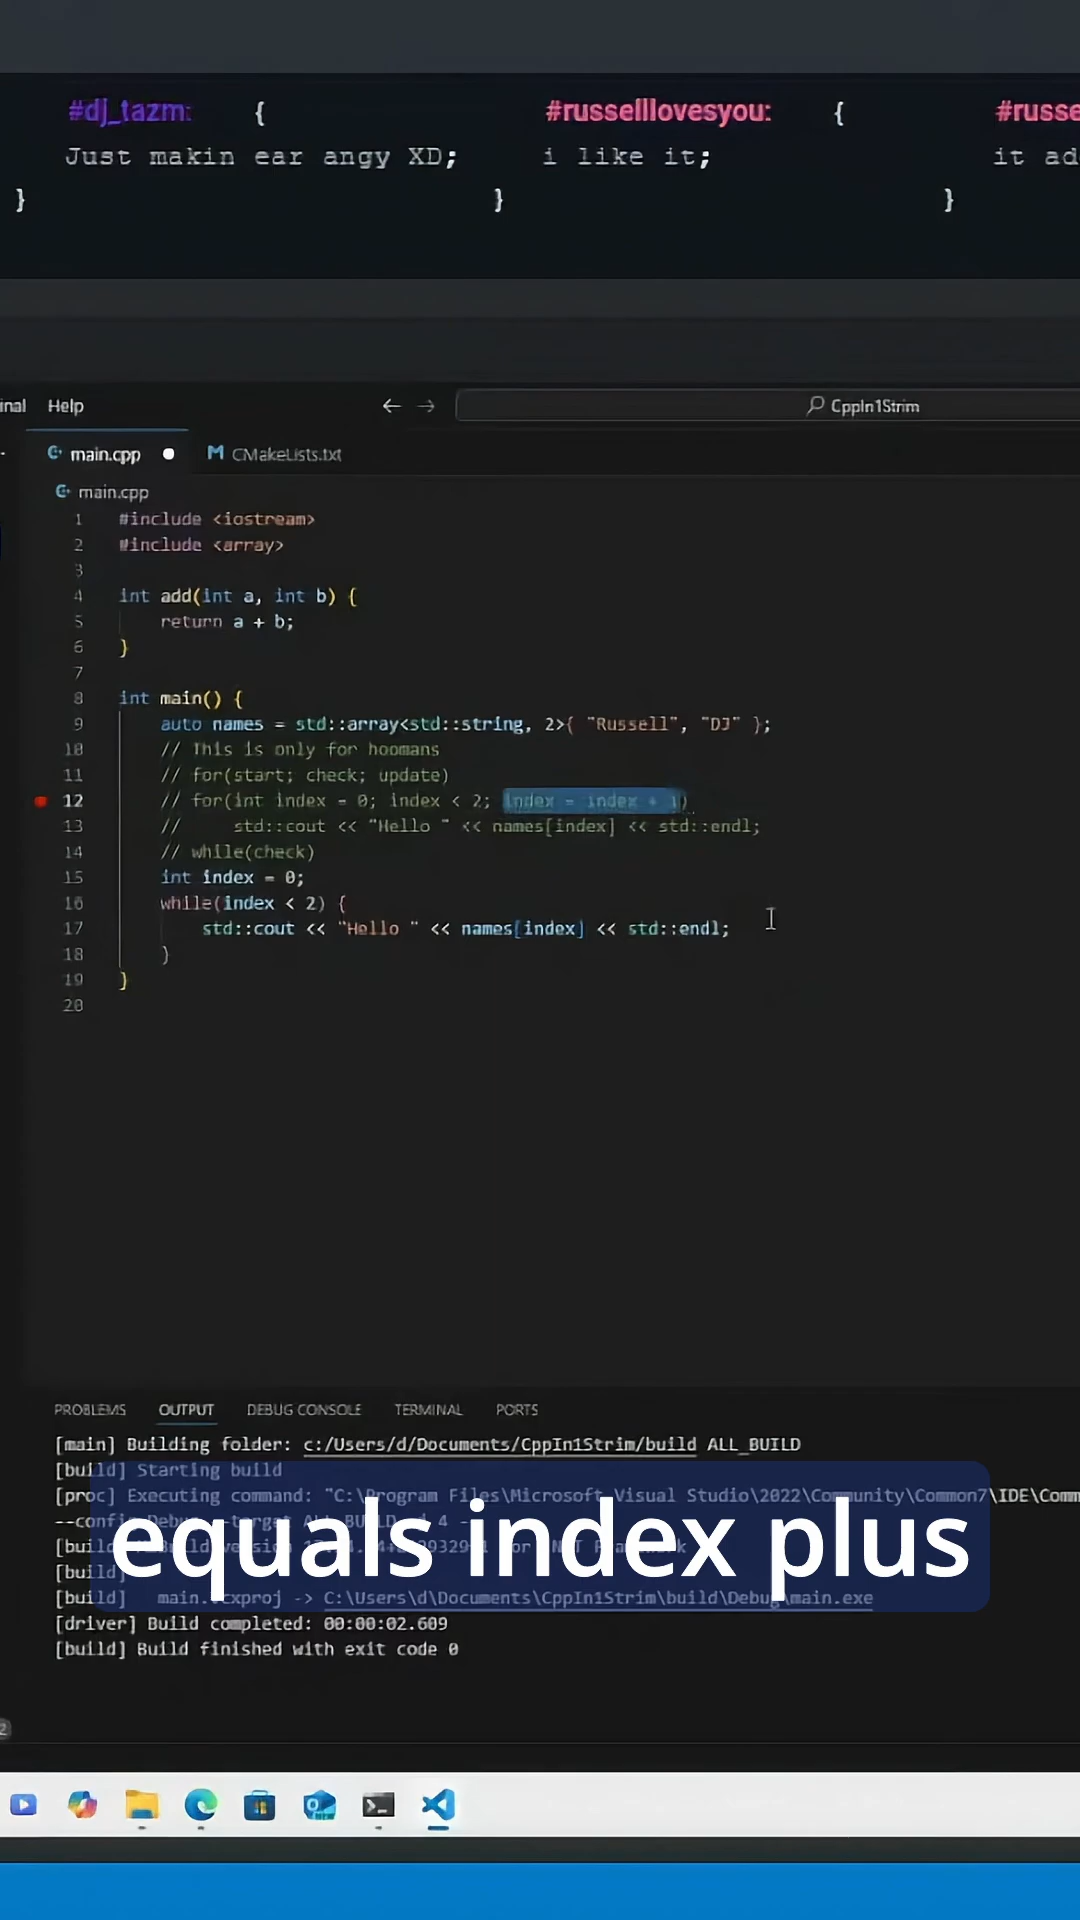 #dj_tazm: { #russelllovesyou: { #russe
Just makin ear angy XD; i like it; it ad
} } }
inal Help ← → CppIn1Strim
main.cpp CMakeLists.txt
main.cpp
1 #include <iostream>
2 #include <array>
3
4 int add(int a, int b) {
5 return a + b;
6 }
7
8 int main() {
9 auto names = std::array<std::string, 2>{ "Russell", "DJ" };
10 // This is only for hoomans
11 // for(start; check; update)
12 // for(int index = 0; index < 2; index = index + 1)
13 // std::cout << "Hello " << names[index] << std::endl;
14 // while(check)
15 int index = 0;
16 while(index < 2) {
17 std::cout << "Hello " << names[index] << std::endl;
18 }
19 }
20
PROBLEMS OUTPUT DEBUG CONSOLE TERMINAL PORTS
[main] Building folder: c:/Users/d/Documents/CppIn1Strim/build ALL_BUILD
[build] Starting build
[proc] Executing command: "C:\Program Files\Microsoft Visual Studio\2022\Community\Common7\IDE\Comm
equals index plus
[build] main.vcxproj -> C:\Users\d\Documents\CppIn1Strim\build\Debug\main.exe
[driver] Build completed: 00:00:02.609
[build] Build finished with exit code 0